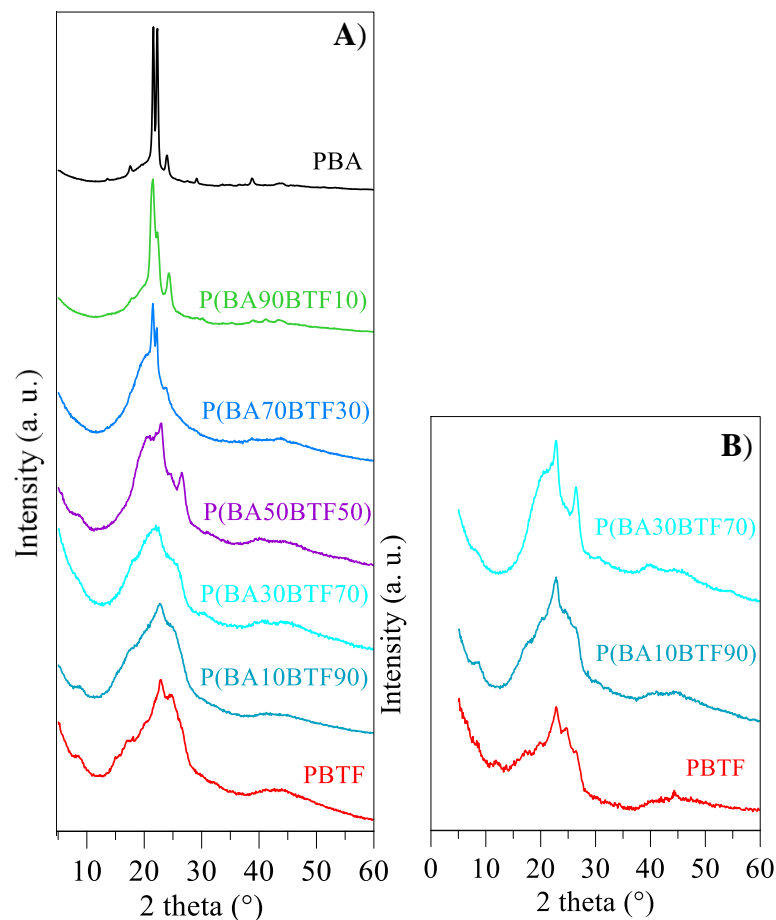 A)
PBA
P(BA90BTF10)
P(BA70BTF30)
P(BA50BTF50)
P(BA30BTF70)
P(BA10BTF90)
PBTF
Intensity (a. u.)
10 20 30 40 50 60
2 theta (°)
B)
P(BA30BTF70)
P(BA10BTF90)
PBTF
Intensity (a. u.)
0 10 20 30 40 50 60
2 theta (°)